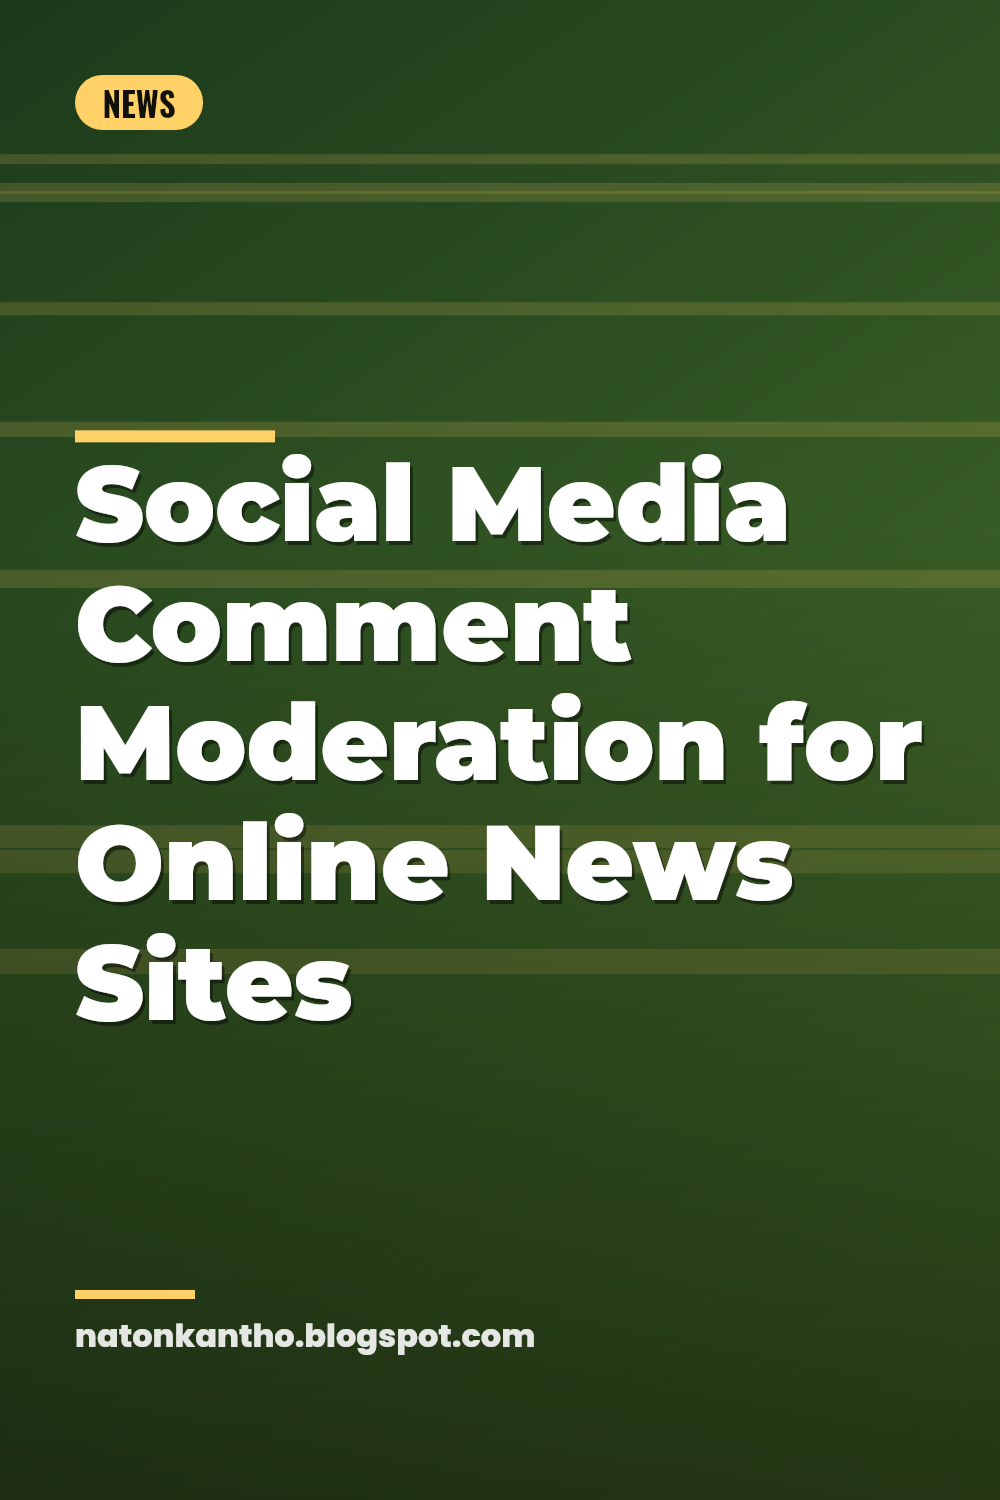 NEWS
Social Media
Comment
Moderation for
Online News
Sites
natonkantho.blogspot.com